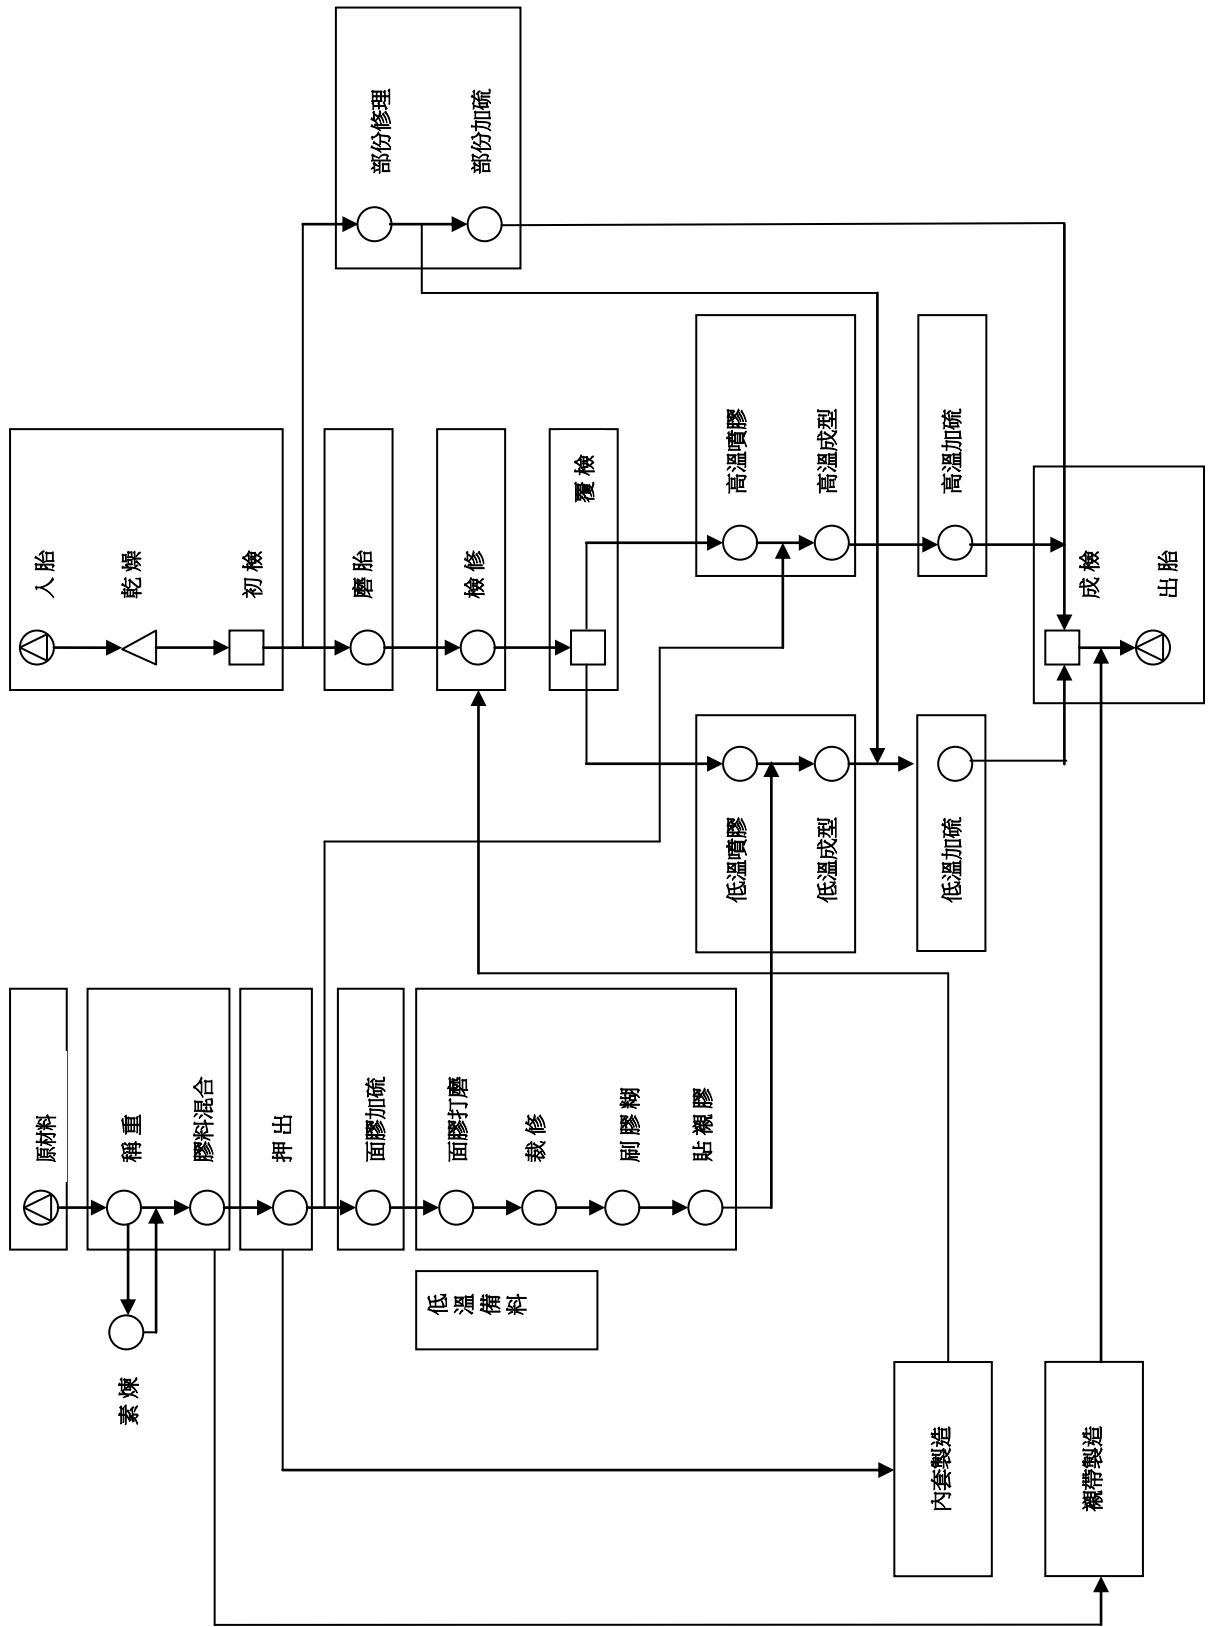 部份修理
部份加硫
人胎
乾燥
初檢
磨胎
檢修
覆檢
高溫噴膠
高溫成型
高溫加硫
成檢
出胎
低溫噴膠
低溫成型
低溫加硫
原材料
稱重
膠料混合
押出
面膠加硫
面膠打磨
裁修
刷膠糊
貼襯膠
低溫備料
素煉
內套製造
襯帶製造